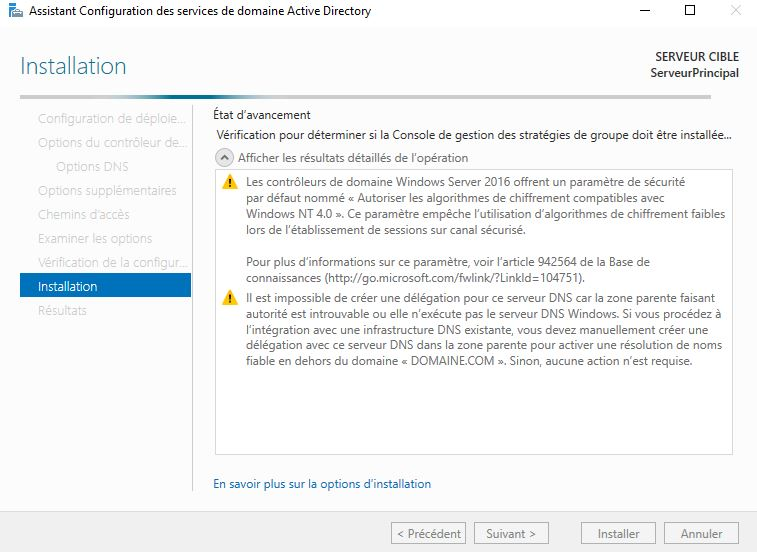 Assistant Configuration des services de domaine Active Directory
Installation
SERVEUR CIBLE
ServeurPrincipal
Configuration de déploie...
Options du contrôleur de...
Options DNS
Options supplémentaires
Chemins d'accès
Examiner les options
Vérification de la configur...
Installation
Résultats
État d'avancement
Vérification pour déterminer si la Console de gestion des stratégies de groupe doit être installée...
Afficher les résultats détaillés de l'opération
Les contrôleurs de domaine Windows Server 2016 offrent un paramètre de sécurité
par défaut nommé « Autoriser les algorithmes de chiffrement compatibles avec
Windows NT 4.0 ». Ce paramètre empêche l'utilisation d'algorithmes de chiffrement faibles
lors de l'établissement de sessions sur canal sécurisé.
Pour plus d'informations sur ce paramètre, voir l'article 942564 de la Base de
connaissances (http://go.microsoft.com/fwlink/?LinkId=104751).
Il est impossible de créer une délégation pour ce serveur DNS car la zone parente faisant
autorité est introuvable ou elle n'exécute pas le serveur DNS Windows. Si vous procédez à
l'intégration avec une infrastructure DNS existante, vous devez manuellement créer une
délégation avec ce serveur DNS dans la zone parente pour activer une résolution de noms
fiable en dehors du domaine « DOMAINE.COM ». Sinon, aucune action n'est requise.
En savoir plus sur la options d'installation
< Précédent
Suivant >
Installer
Annuler